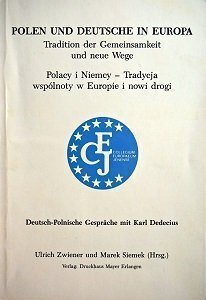 POLEN UND DEUTSCHE IN EUROPA
Tradition der Gemeinsamkeit
und neue Wege
Polacy i Niemcy – Tradycja
wspólnoty w Europie i nowi drogi
CEJ
COLLEGIUM
EUROPAEUM
JENENSE
Deutsch-Polnische Gespräche mit Karl Dedecius
Ulrich Zwiener und Marek Siemek (Hrsg.)
Verlag: Druckhaus Mayer Erlangen